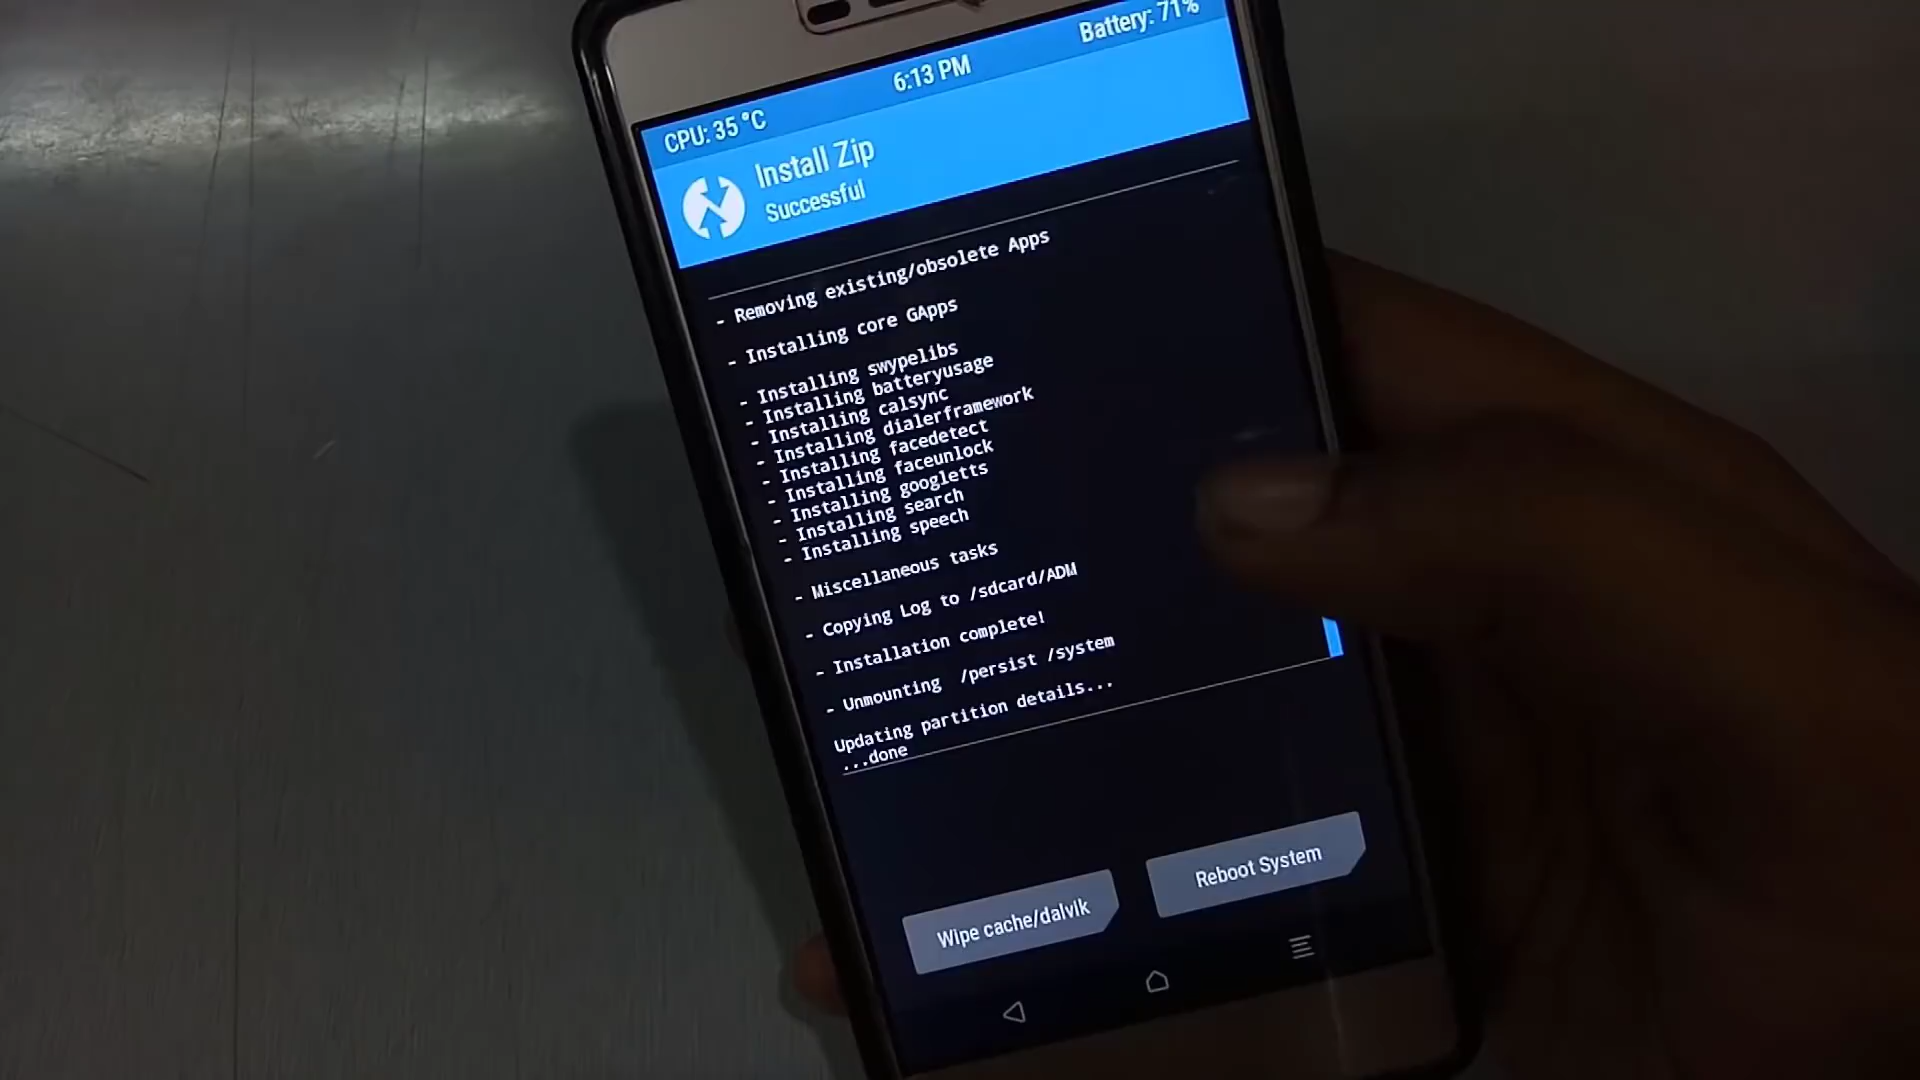 Battery: 71%
6:13 PM
CPU: 35 °C
Install Zip
Successful
- Removing existing/obsolete Apps
- Installing core GApps
- Installing swypelibs
- Installing batteryusage
- Installing calsync
- Installing dialerframework
- Installing facedetect
- Installing faceunlock
- Installing googletts
- Installing search
- Installing speech
- Miscellaneous tasks
- Copying Log to /sdcard/ADM
- Installation complete!
- Unmounting /persist /system
Updating partition details...
...done
Wipe cache/dalvik
Reboot System